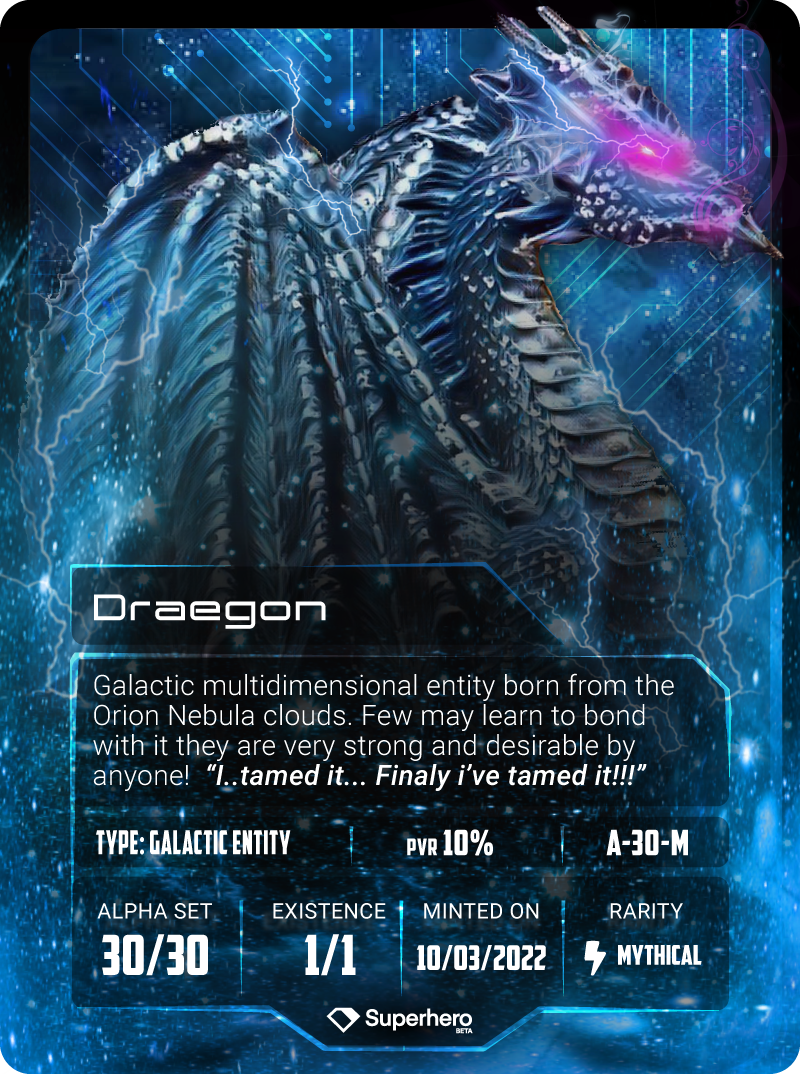 Draegon
Galactic multidimensional entity born from the
Orion Nebula clouds. Few may learn to bond
with it they are very strong and desirable by
anyone! “I..tamed it... Finaly i’ve tamed it!!!”
TYPE: GALACTIC ENTITY PVR 10% A-30-M
ALPHA SET EXISTENCE MINTED ON RARITY
30/30 1/1 10/03/2022 MYTHICAL
Superhero
BETA